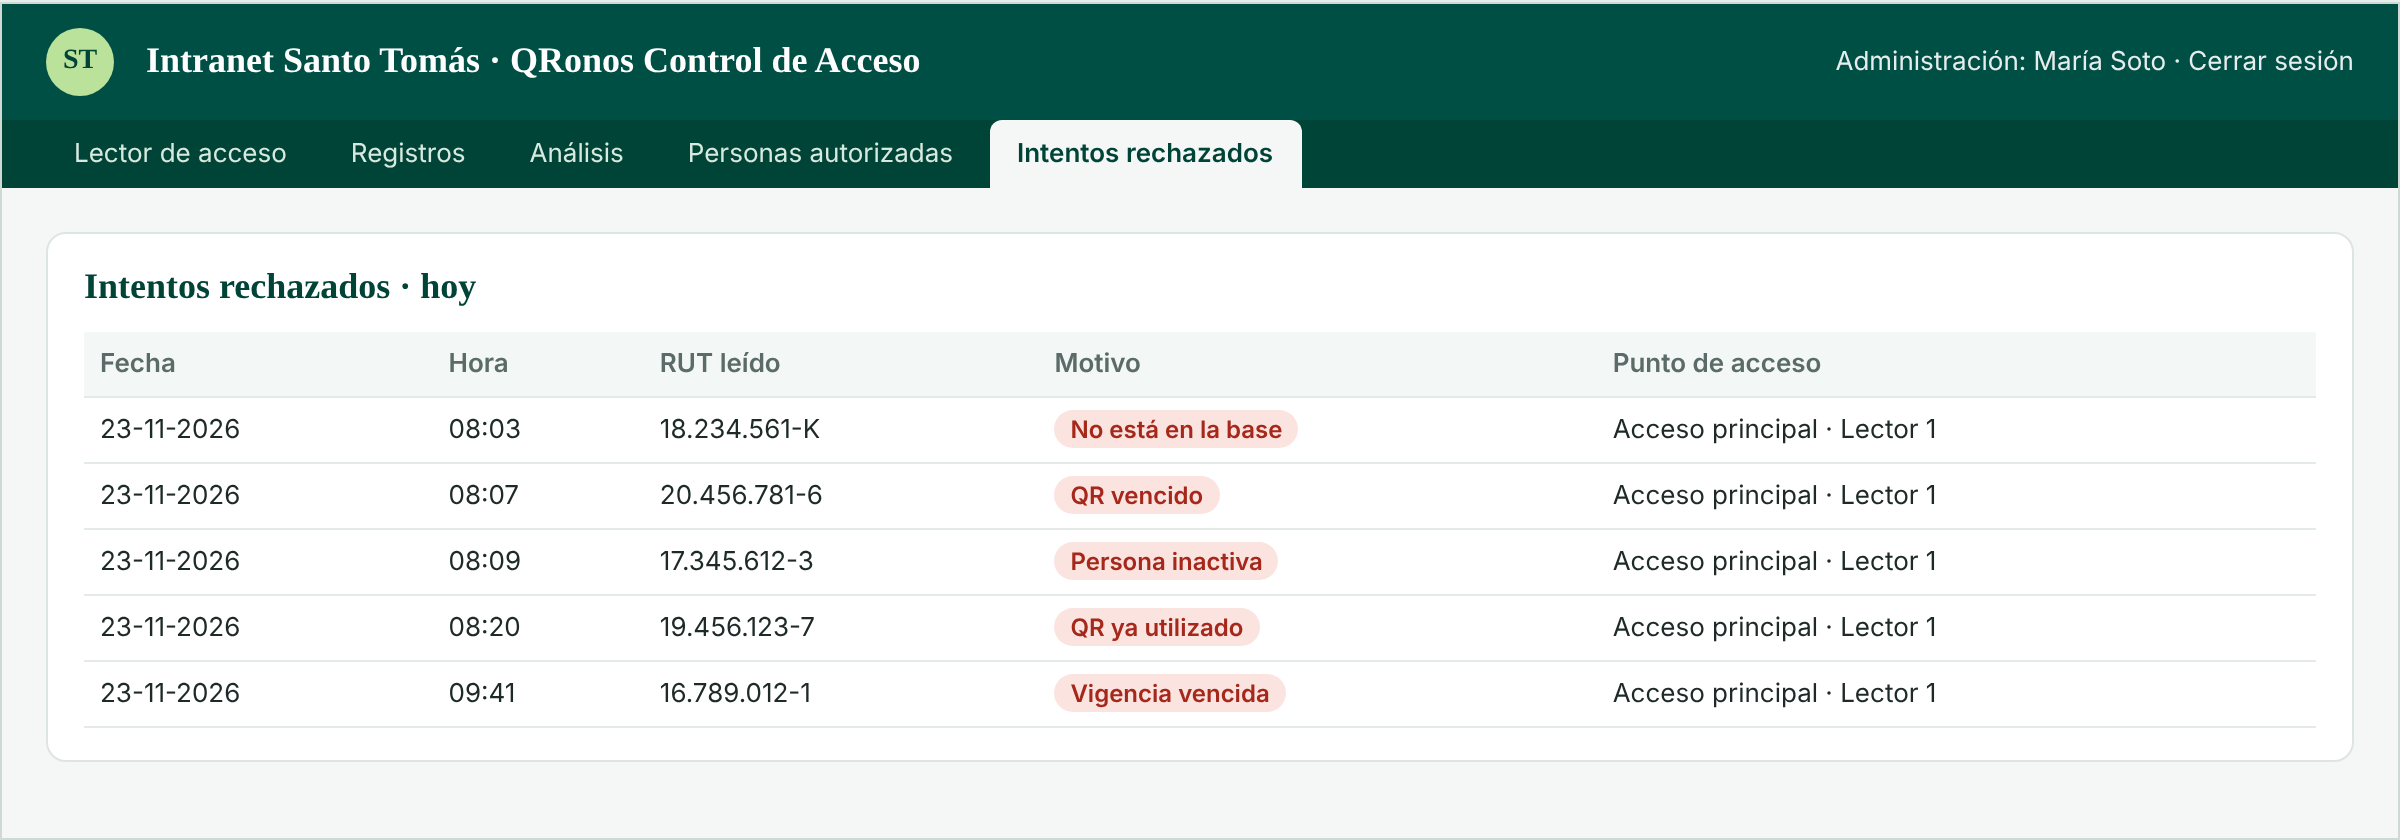 ST Intranet Santo Tomás · QRonos Control de Acceso Administración: María Soto · Cerrar sesión
Lector de acceso Registros Análisis Personas autorizadas Intentos rechazados
Intentos rechazados · hoy
Fecha Hora RUT leído Motivo Punto de acceso
23-11-2026 08:03 18.234.561-K No está en la base Acceso principal · Lector 1
23-11-2026 08:07 20.456.781-6 QR vencido Acceso principal · Lector 1
23-11-2026 08:09 17.345.612-3 Persona inactiva Acceso principal · Lector 1
23-11-2026 08:20 19.456.123-7 QR ya utilizado Acceso principal · Lector 1
23-11-2026 09:41 16.789.012-1 Vigencia vencida Acceso principal · Lector 1